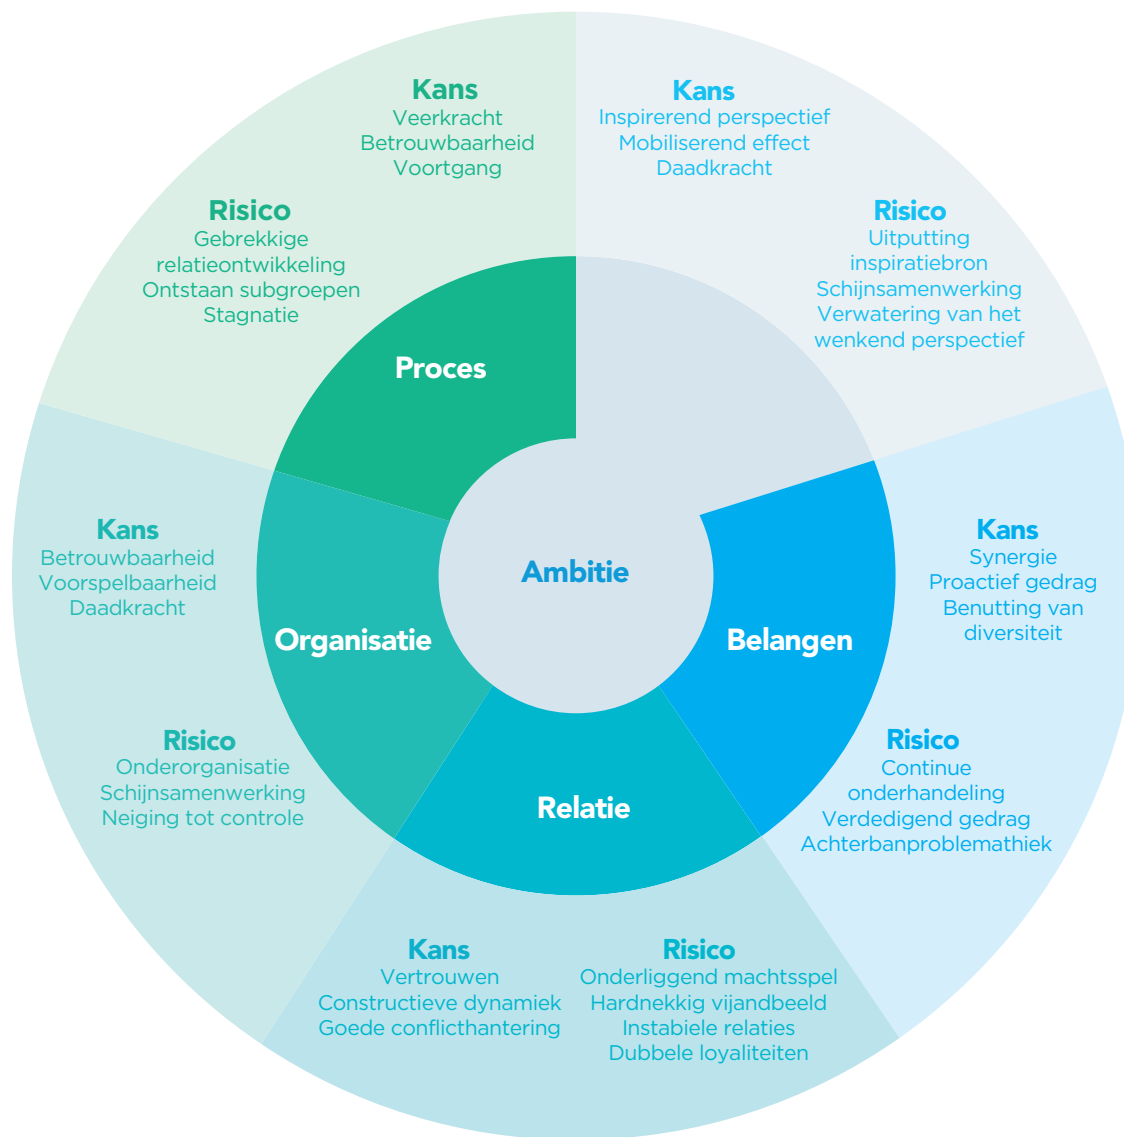 Kans
Veerkracht
Betrouwbaarheid
Voortgang
Kans
Inspirerend perspectief
Mobiliserend effect
Daadkracht
Risico
Gebrekkige
relatieontwikkeling
Ontstaan subgroepen
Stagnatie
Risico
Uitputting
inspiratiebron
Schijnsamenwerking
Verwatering van het
wenkend perspectief
Proces
Ambitie
Kans
Betrouwbaarheid
Voorspelbaarheid
Daadkracht
Organisatie
Belangen
Kans
Synergie
Proactief gedrag
Benutting van
diversiteit
Risico
Onderorganisatie
Schijnsamenwerking
Neiging tot controle
Relatie
Risico
Continue
onderhandeling
Verdedigend gedrag
Achterbanproblemathiek
Kans
Vertrouwen
Constructieve dynamiek
Goede conflicthantering
Risico
Onderliggend machtsspel
Hardnekkig vijandbeeld
Instabiele relaties
Dubbele loyaliteiten